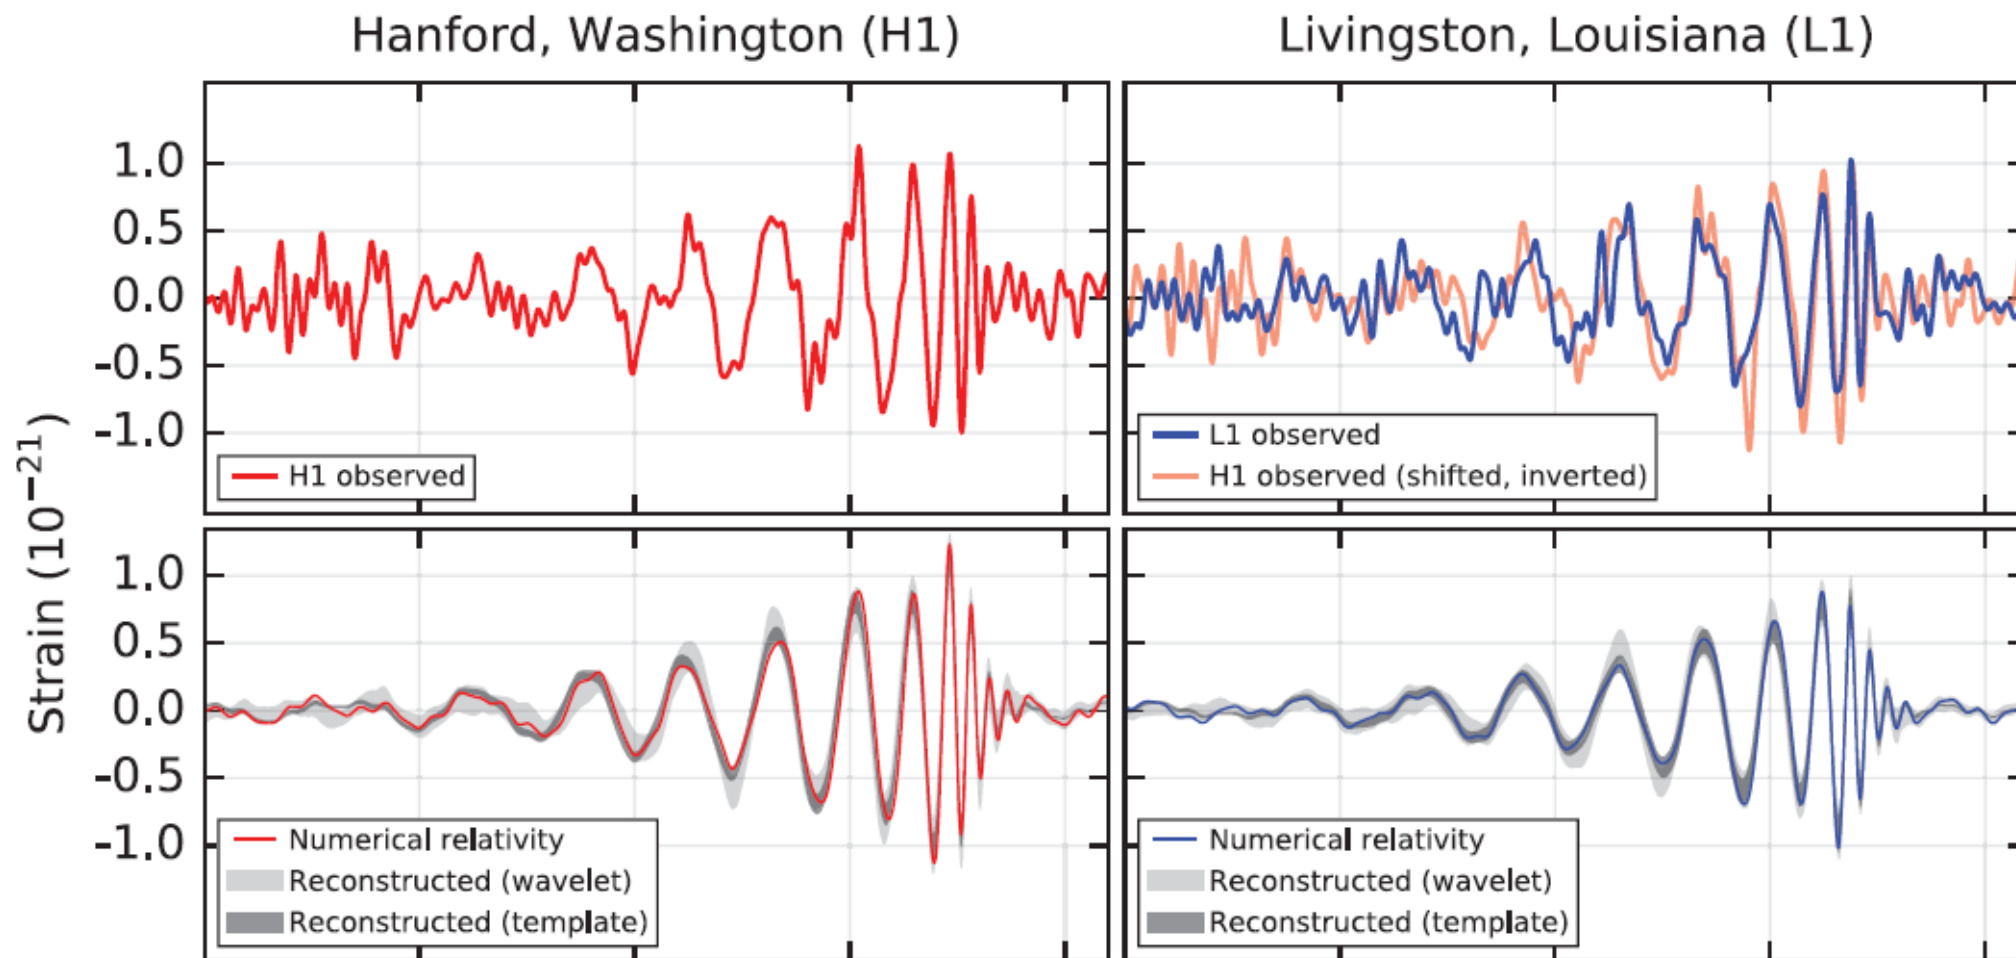 Hanford, Washington (H1)
Livingston, Louisiana (L1)
Strain (10⁻²¹)
1.0
0.5
0.0
-0.5
-1.0
H1 observed
L1 observed
H1 observed (shifted, inverted)
1.0
0.5
0.0
-0.5
-1.0
Numerical relativity
Reconstructed (wavelet)
Reconstructed (template)
Numerical relativity
Reconstructed (wavelet)
Reconstructed (template)